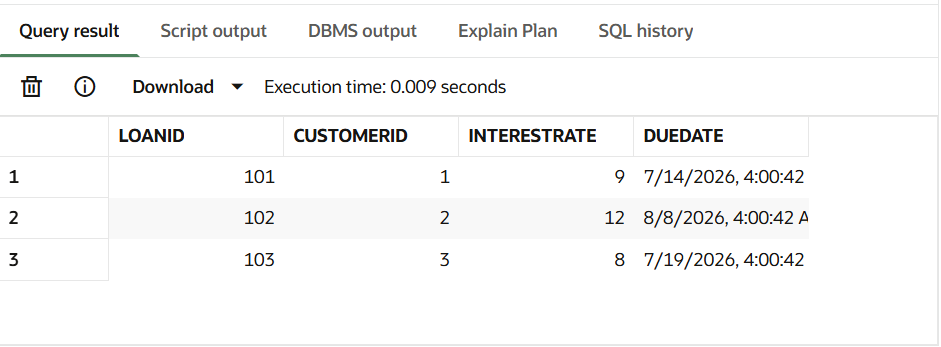 Query result Script output DBMS output Explain Plan SQL history
Download Execution time: 0.009 seconds
LOANID CUSTOMERID INTERESTRATE DUEDATE
1 101 1 9 7/14/2026, 4:00:42
2 102 2 12 8/8/2026, 4:00:42 A
3 103 3 8 7/19/2026, 4:00:42